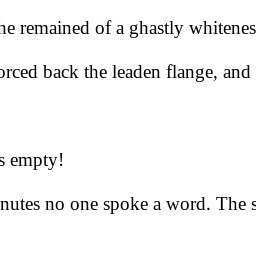 he remained of a ghastly whitenes
orced back the leaden flange, and
s empty!
nutes no one spoke a word. The s